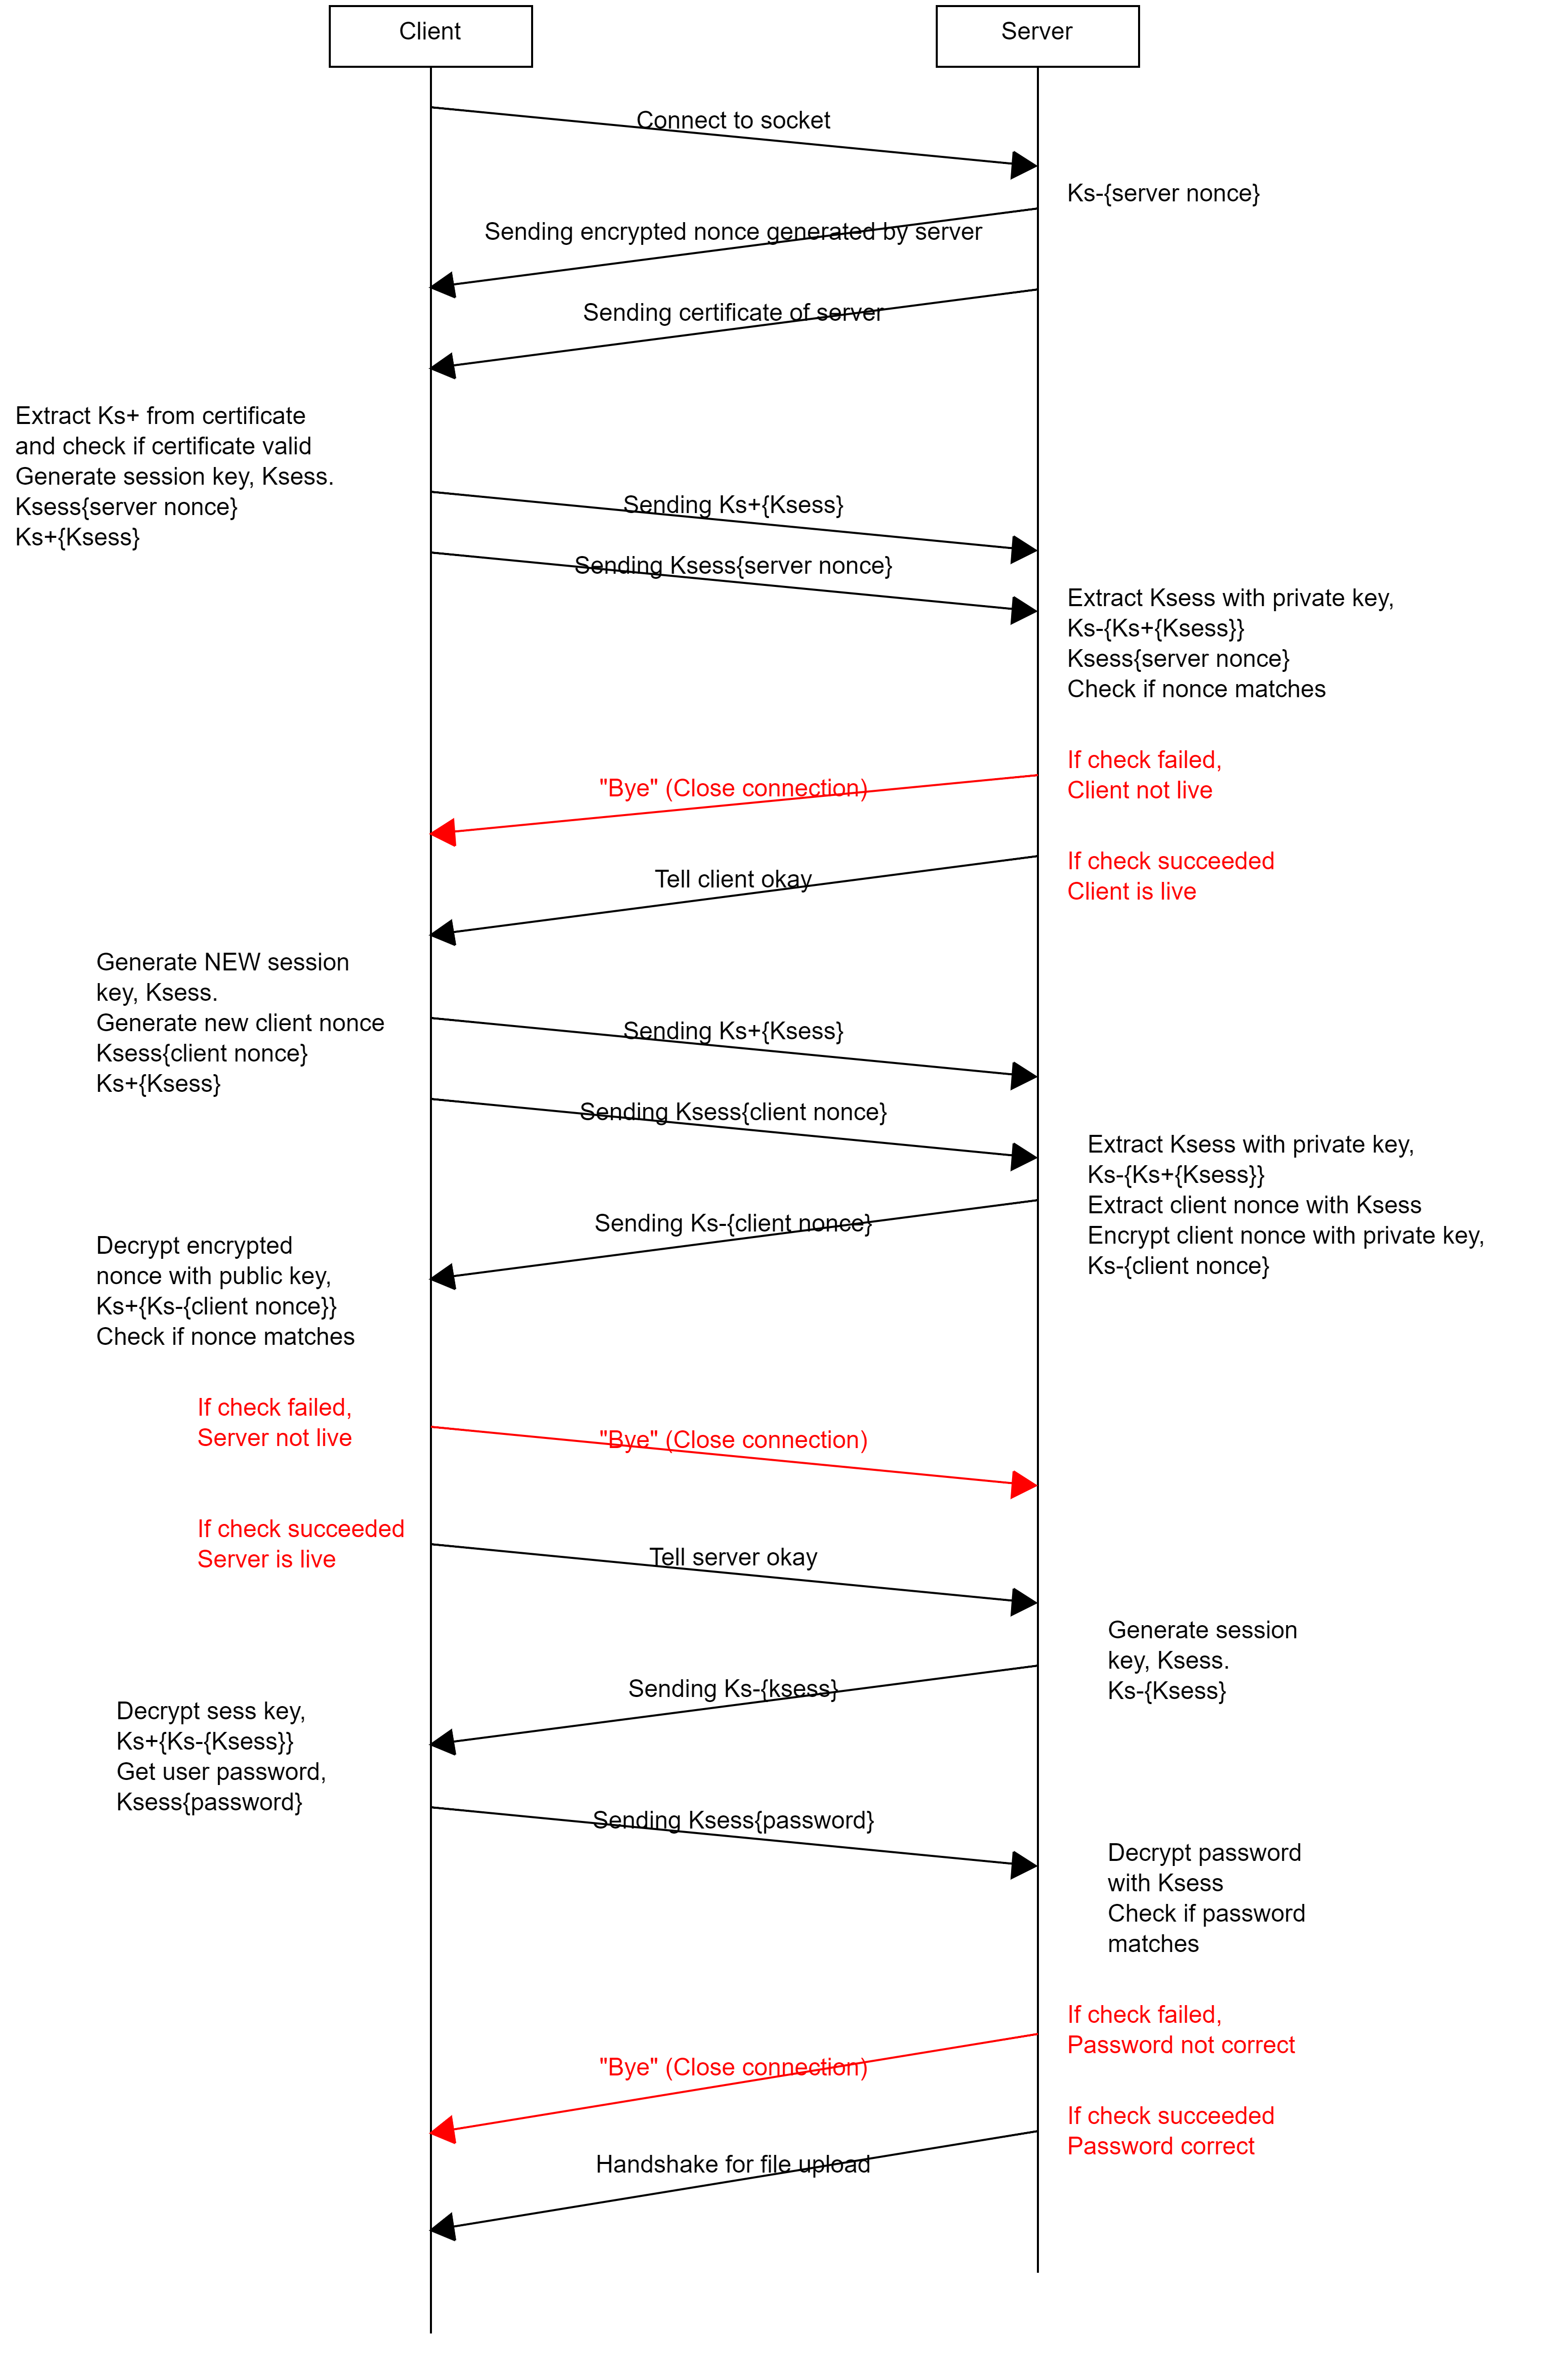 Client
Server
Connect to socket
Ks-{server nonce}
Sending encrypted nonce generated by server
Sending certificate of server
Extract Ks+ from certificate
and check if certificate valid
Generate session key, Ksess.
Ksess{server nonce}
Ks+{Ksess}
Sending Ks+{Ksess}
Sending Ksess{server nonce}
Extract Ksess with private key,
Ks-{Ks+{Ksess}}
Ksess{server nonce}
Check if nonce matches
If check failed,
Client not live
"Bye" (Close connection)
If check succeeded
Client is live
Tell client okay
Generate NEW session
key, Ksess.
Generate new client nonce
Ksess{client nonce}
Ks+{Ksess}
Sending Ks+{Ksess}
Sending Ksess{client nonce}
Extract Ksess with private key,
Ks-{Ks+{Ksess}}
Extract client nonce with Ksess
Encrypt client nonce with private key,
Ks-{client nonce}
Sending Ks-{client nonce}
Decrypt encrypted
nonce with public key,
Ks+{Ks-{client nonce}}
Check if nonce matches
If check failed,
Server not live
"Bye" (Close connection)
If check succeeded
Server is live
Tell server okay
Generate session
key, Ksess.
Ks-{Ksess}
Sending Ks-{ksess}
Decrypt sess key,
Ks+{Ks-{Ksess}}
Get user password,
Ksess{password}
Sending Ksess{password}
Decrypt password
with Ksess
Check if password
matches
If check failed,
Password not correct
"Bye" (Close connection)
If check succeeded
Password correct
Handshake for file upload